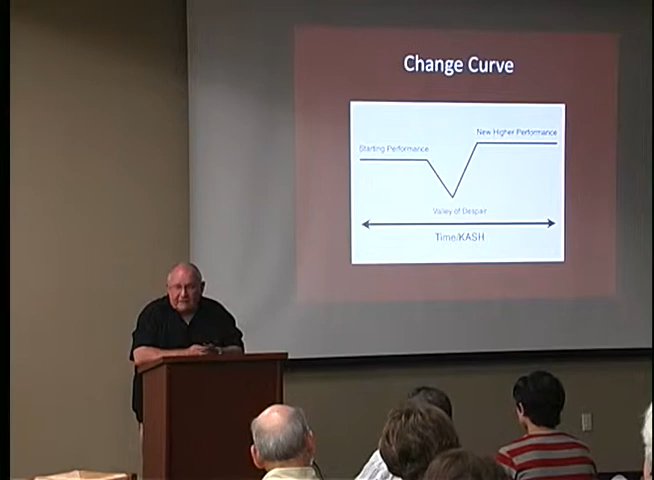 Change Curve
New Higher Performance
Starting Performance
Valley of Despair
Time/KASH